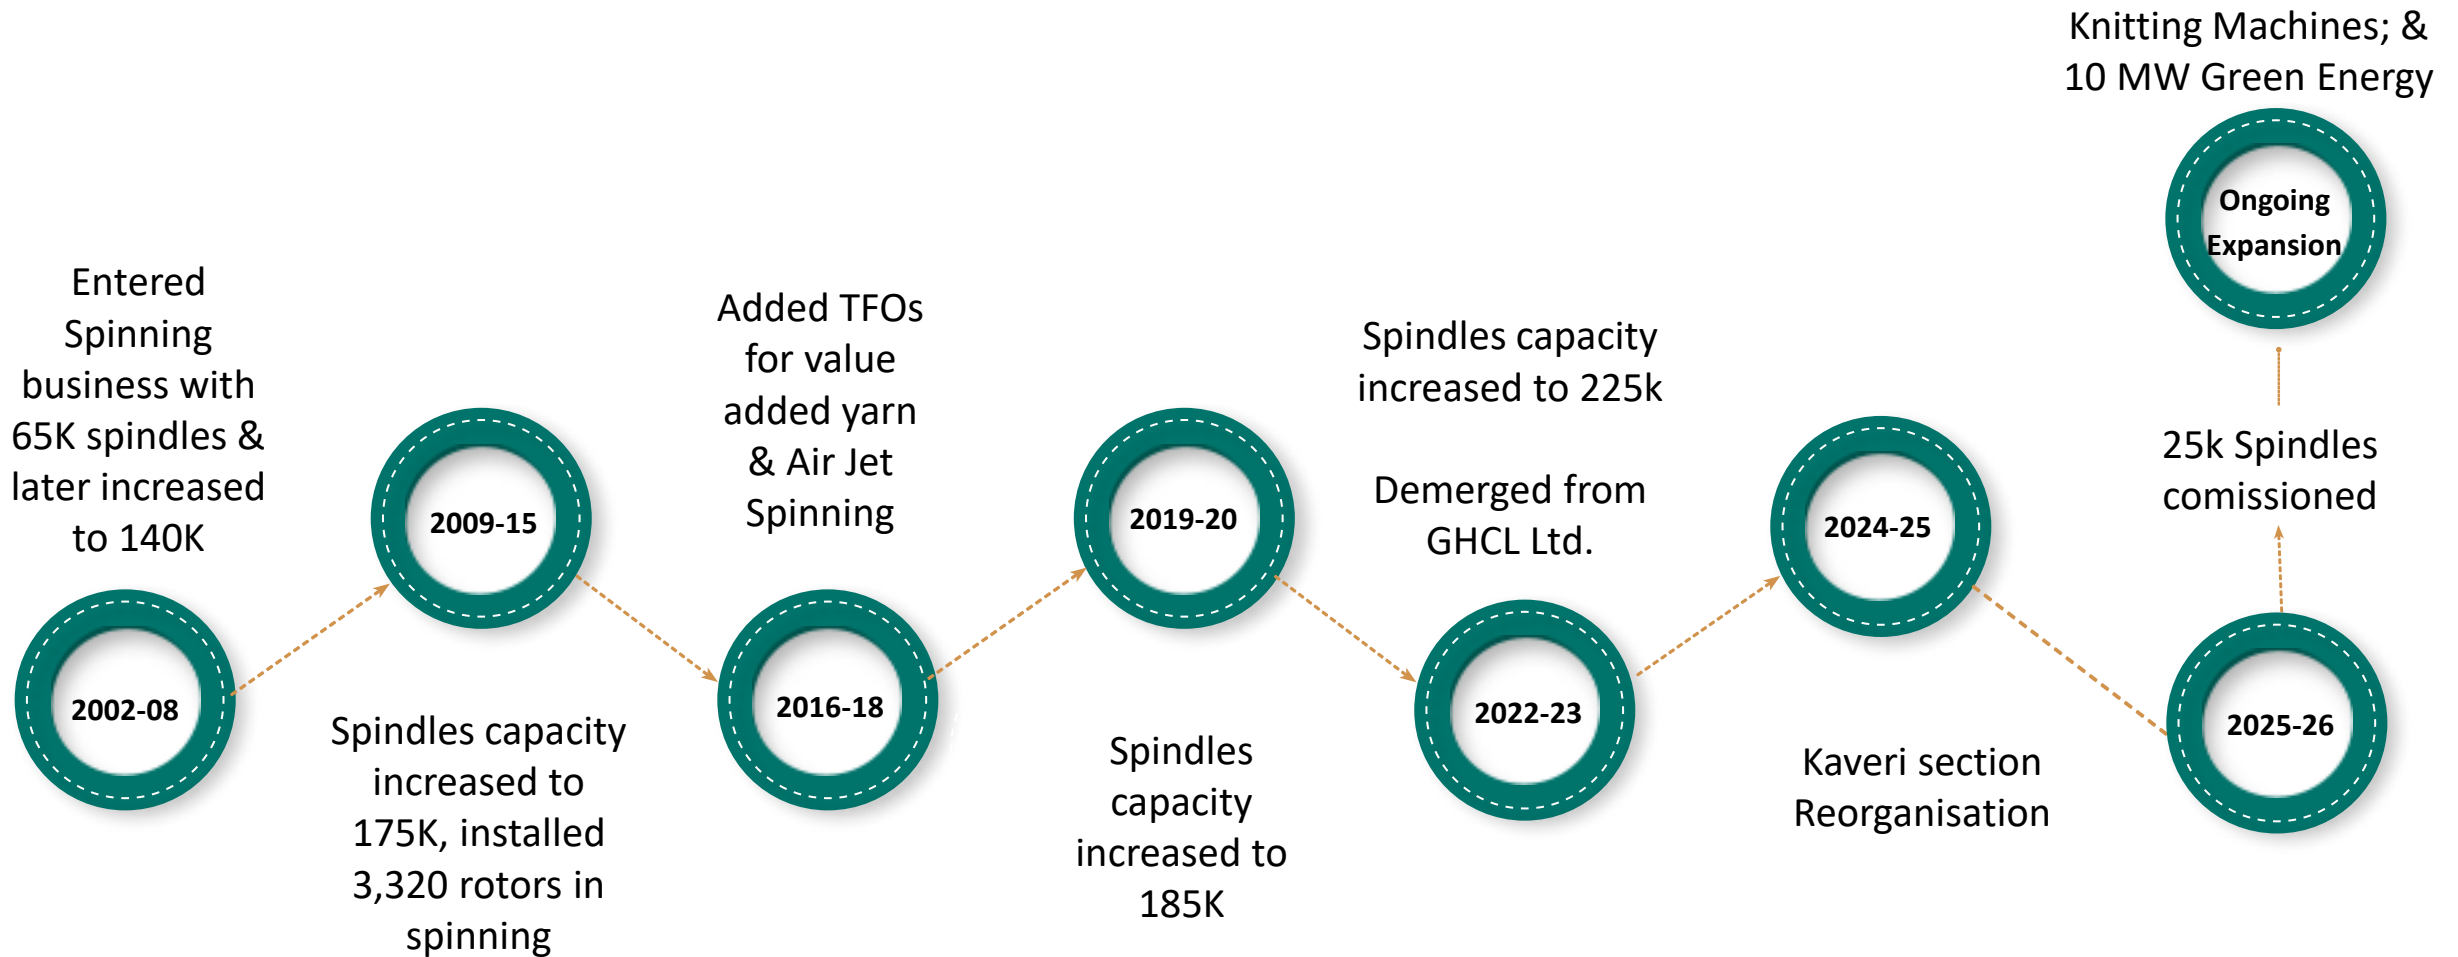 Entered
Spinning
business with
65K spindles &
later increased
to 140K
2002-08
2009-15
Spindles capacity
increased to
175K, installed
3,320 rotors in
spinning
Added TFOs
for value
added yarn
& Air Jet
Spinning
2016-18
2019-20
Spindles
capacity
increased to
185K
Spindles capacity
increased to 225k
Demerged from
GHCL Ltd.
2022-23
2024-25
Kaveri section
Reorganisation
25k Spindles
comissioned
2025-26
Knitting Machines; &
10 MW Green Energy
Ongoing
Expansion